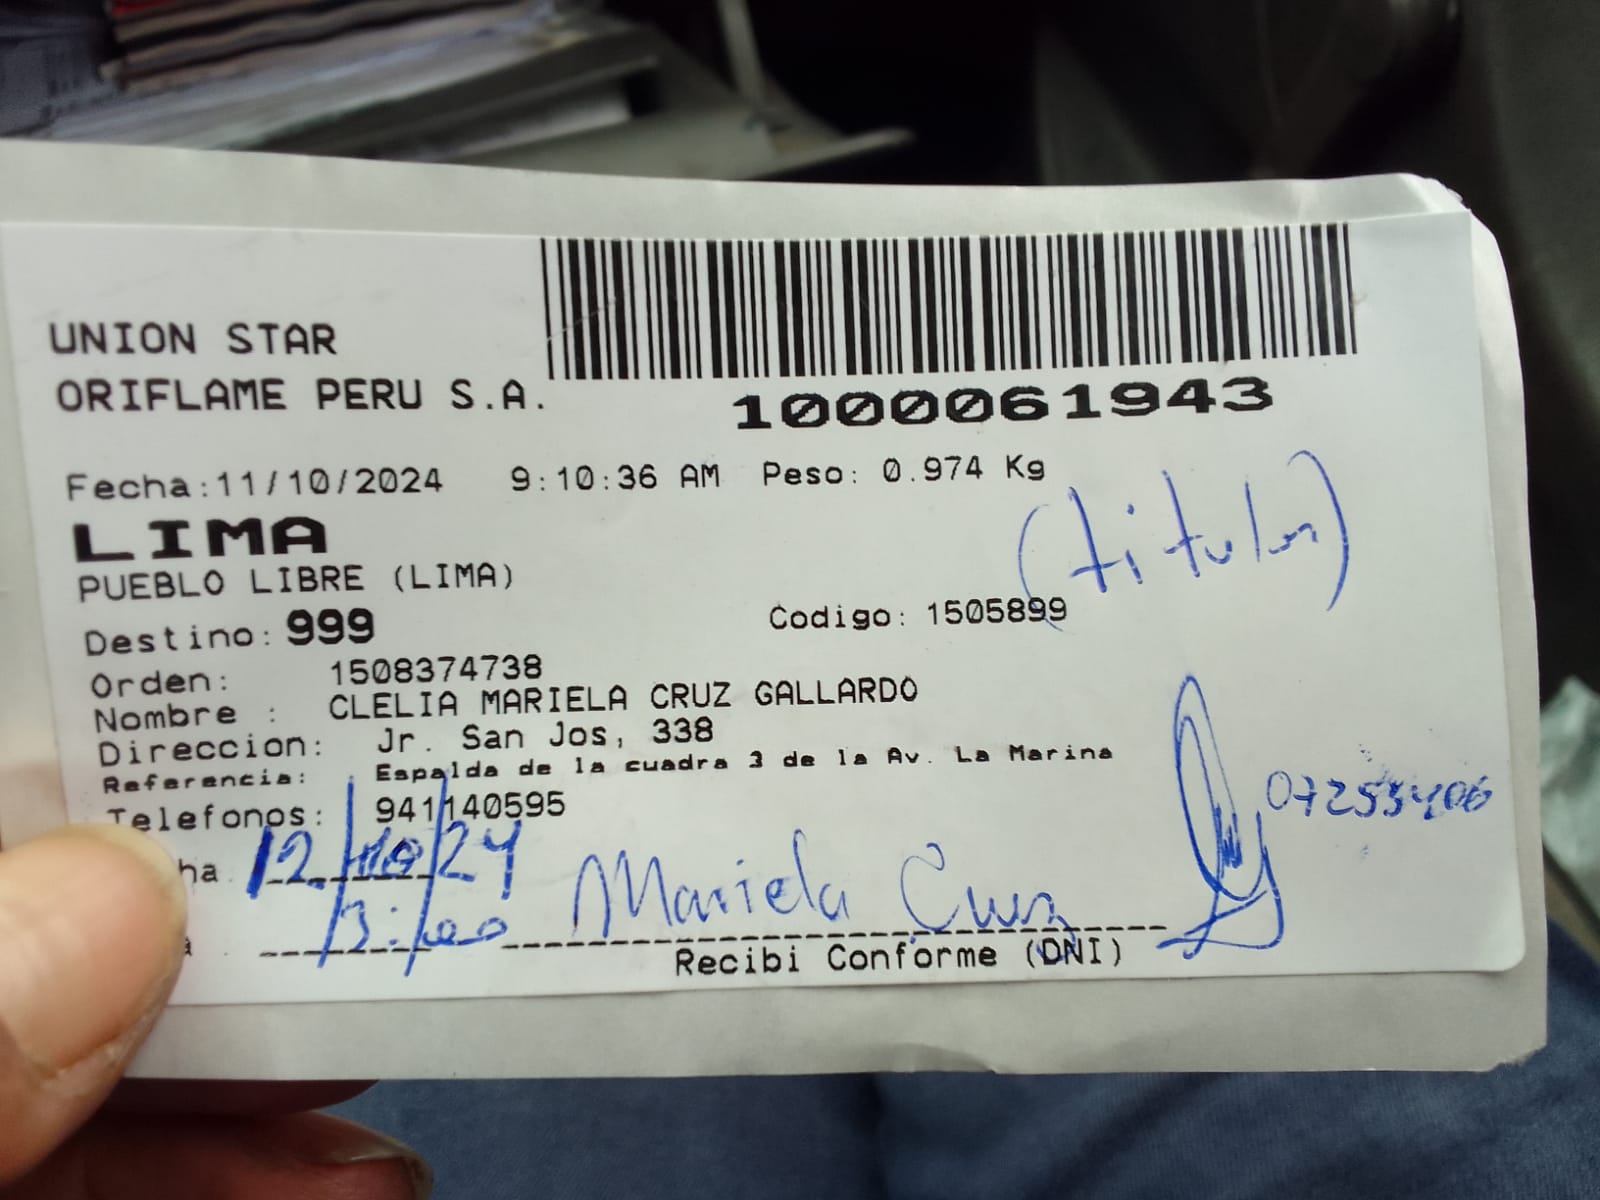 UNION STAR
ORIFLAME PERU S.A.
1000061943
Fecha:11/10/2024 9:10:36 AM Peso: 0.974 Kg
LIMA
(titular)
PUEBLO LIBRE (LIMA)
Destino: 999 Codigo: 1505899
Orden: 1508374738
Nombre : CLELIA MARIELA CRUZ GALLARDO
Direccion: Jr. San Jos, 338
Referencia: Espalda de la cuadra 3 de la Av. La Marina
Telefonos: 941140595
07255406
ha 12/10/24
Mariela Cruz
Recibi Conforme (DNI)